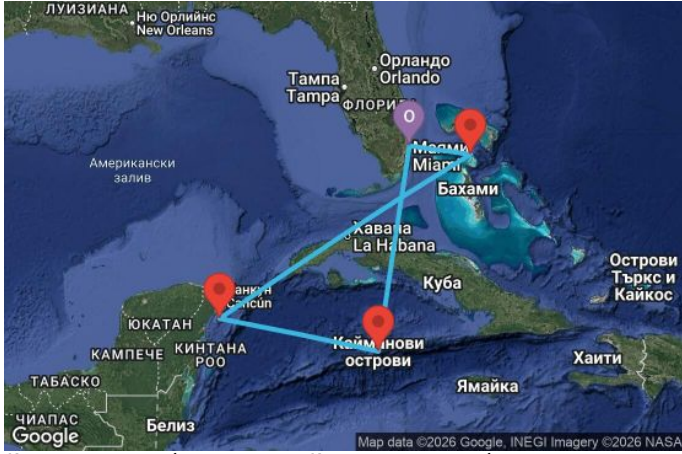 ЛУИЗИАНА
Ню Орлийнс
New Orleans
Орландо
Orlando
Тампа
Tampa
O
Маями
Miami
Американски
залив
Бахами
Хавана
La Habana
Cancún
Куба
Острови
Търкс и
Кайкос
ЮКАТАН
КАМПЕЧЕ
КИНТАНА
РОО
Кайманови
острови
Хаити
ТАБАСКО
Ямайка
ЧИАПАС
Белиз
Google
Map data ©2026 Google, INEGI Imagery ©2026 NASA